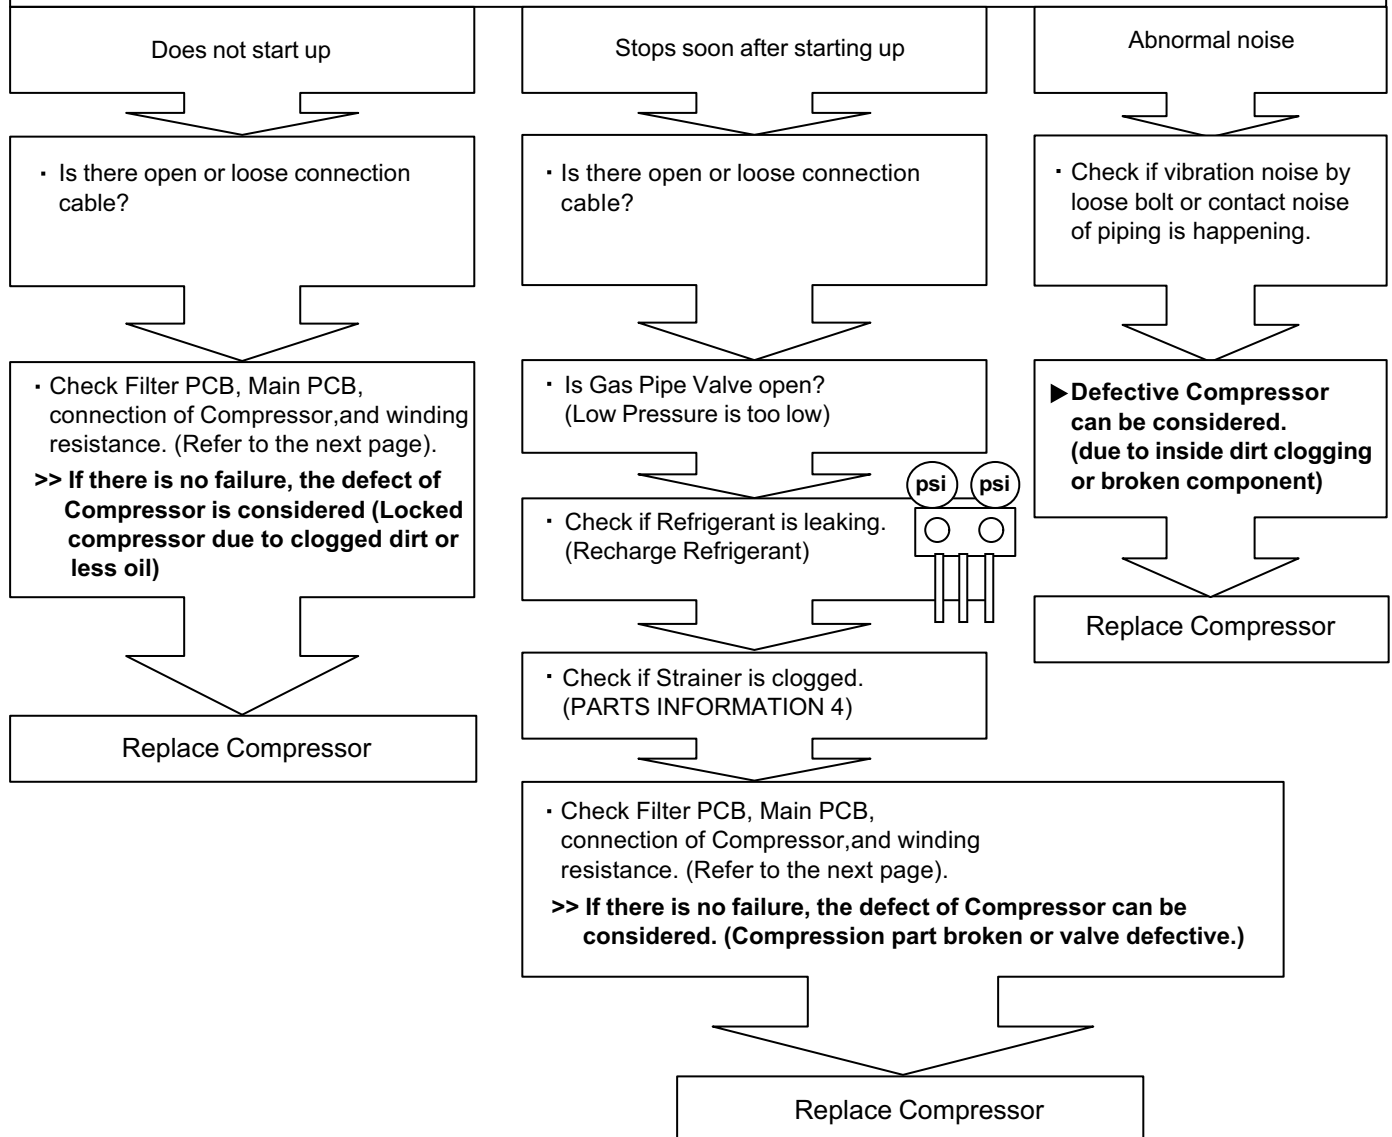 Does not start up
· Is there open or loose connection
cable?
· Check Filter PCB, Main PCB,
connection of Compressor,and winding
resistance. (Refer to the next page).
>> If there is no failure, the defect of
Compressor is considered (Locked
compressor due to clogged dirt or
less oil)
Replace Compressor
Stops soon after starting up
· Is there open or loose connection
cable?
· Is Gas Pipe Valve open?
(Low Pressure is too low)
· Check if Refrigerant is leaking.
(Recharge Refrigerant)
psi psi
· Check if Strainer is clogged.
(PARTS INFORMATION 4)
· Check Filter PCB, Main PCB,
connection of Compressor,and winding
resistance. (Refer to the next page).
>> If there is no failure, the defect of Compressor can be
considered. (Compression part broken or valve defective.)
Replace Compressor
Abnormal noise
· Check if vibration noise by
loose bolt or contact noise
of piping is happening.
▶Defective Compressor
can be considered.
(due to inside dirt clogging
or broken component)
Replace Compressor